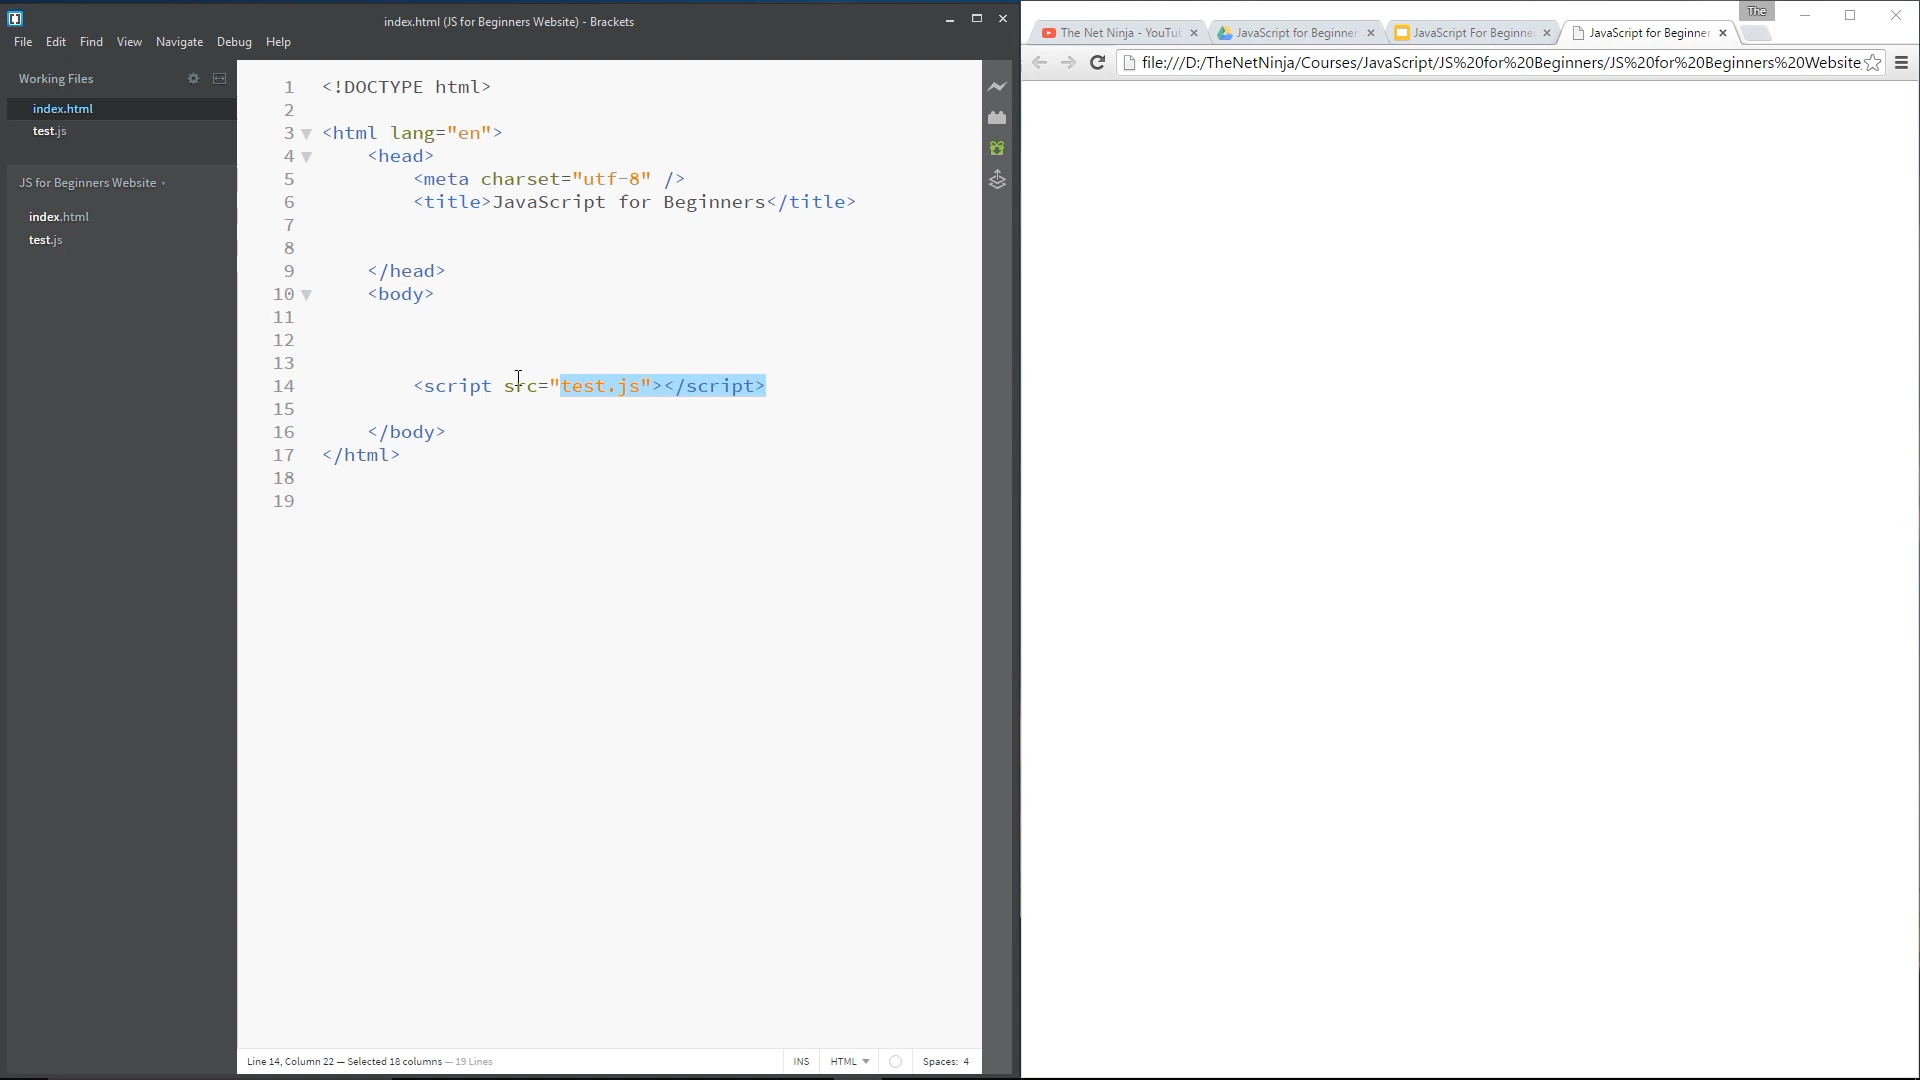 index.html (JS for Beginners Website) - Brackets
File Edit Find View Navigate Debug Help
Working Files
index.html
test.js
JS for Beginners Website
index.html
test.js
1 <!DOCTYPE html>
2
3 <html lang="en">
4 <head>
5 <meta charset="utf-8" />
6 <title>JavaScript for Beginners</title>
7
8
9 </head>
10 <body>
11
12
13
14 <script src="test.js"></script>
15
16 </body>
17 </html>
18
19
Line 14, Column 22 — Selected 18 columns — 19 Lines
INS HTML Spaces: 4
The
The Net Ninja - YouTu JavaScript for Beginner JavaScript For Beginne JavaScript for Beginner
file:///D:/TheNetNinja/Courses/JavaScript/JS%20for%20Beginners/JS%20for%20Beginners%20Website